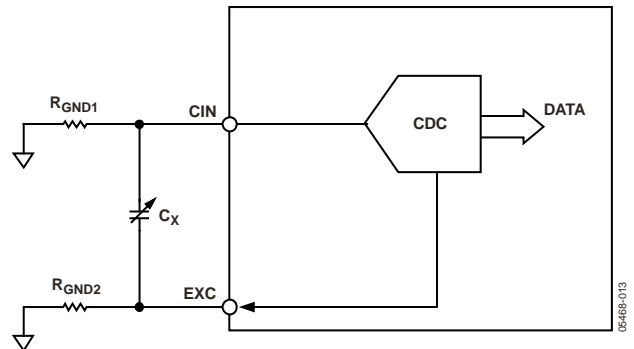 RGND1
CIN
CDC
DATA
CX
RGND2
EXC
05468-013